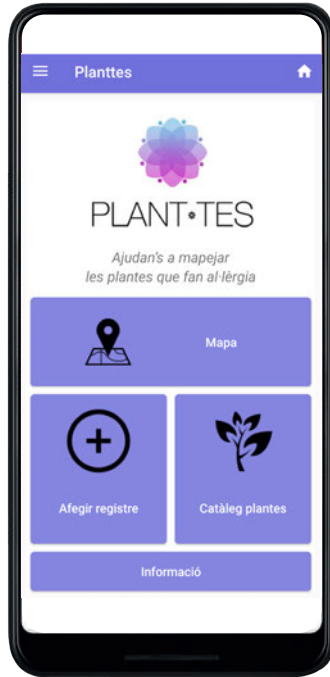 Planttes
PLANT•TES
Ajudan's a mapejar
les plantes que fan al·lèrgia
Mapa
Afegir registre
Catàleg plantes
Informació